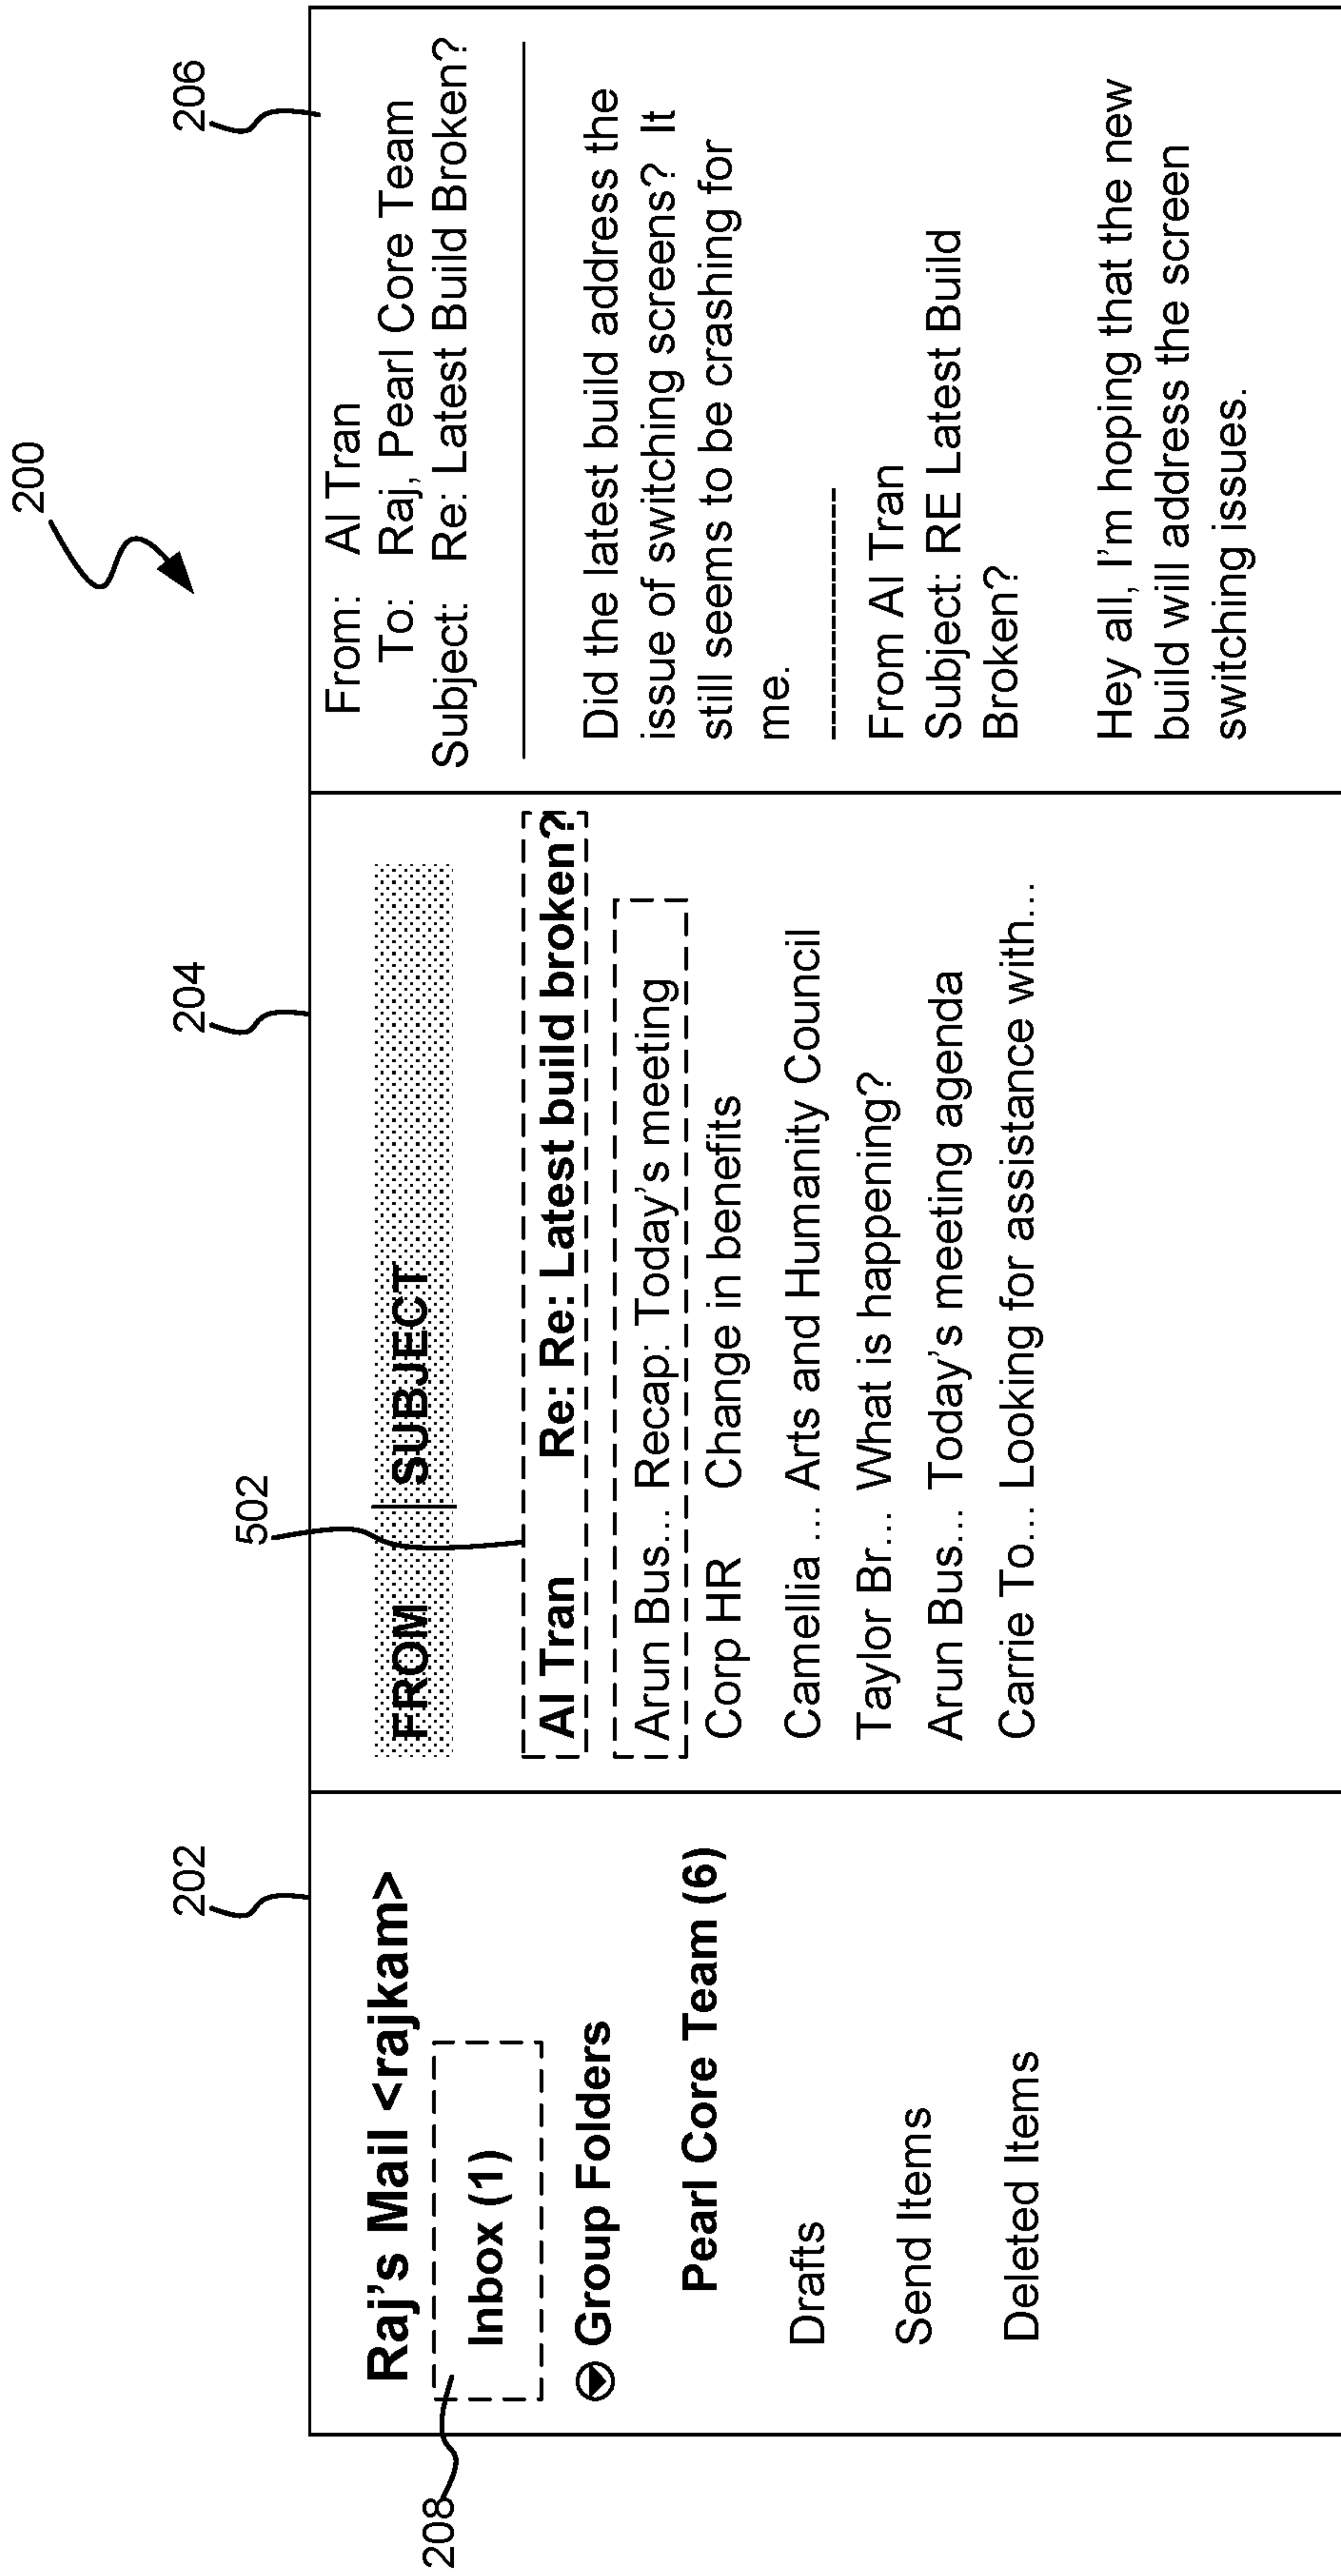 200
202
204
206
208
502
Raj's Mail <rajkam>
Inbox (1)
Group Folders
Pearl Core Team (6)
Drafts
Send Items
Deleted Items
FROM SUBJECT
Al Tran Re: Re: Latest build broken?
Arun Bus... Recap: Today's meeting
Corp HR Change in benefits
Camellia ... Arts and Humanity Council
Taylor Br... What is happening?
Arun Bus... Today's meeting agenda
Carrie To... Looking for assistance with...
From: Al Tran
To: Raj, Pearl Core Team
Subject: Re: Latest Build Broken?
Did the latest build address the
issue of switching screens? It
still seems to be crashing for
me.
--------------------
From Al Tran
Subject: RE Latest Build
Broken?
Hey all, I'm hoping that the new
build will address the screen
switching issues.